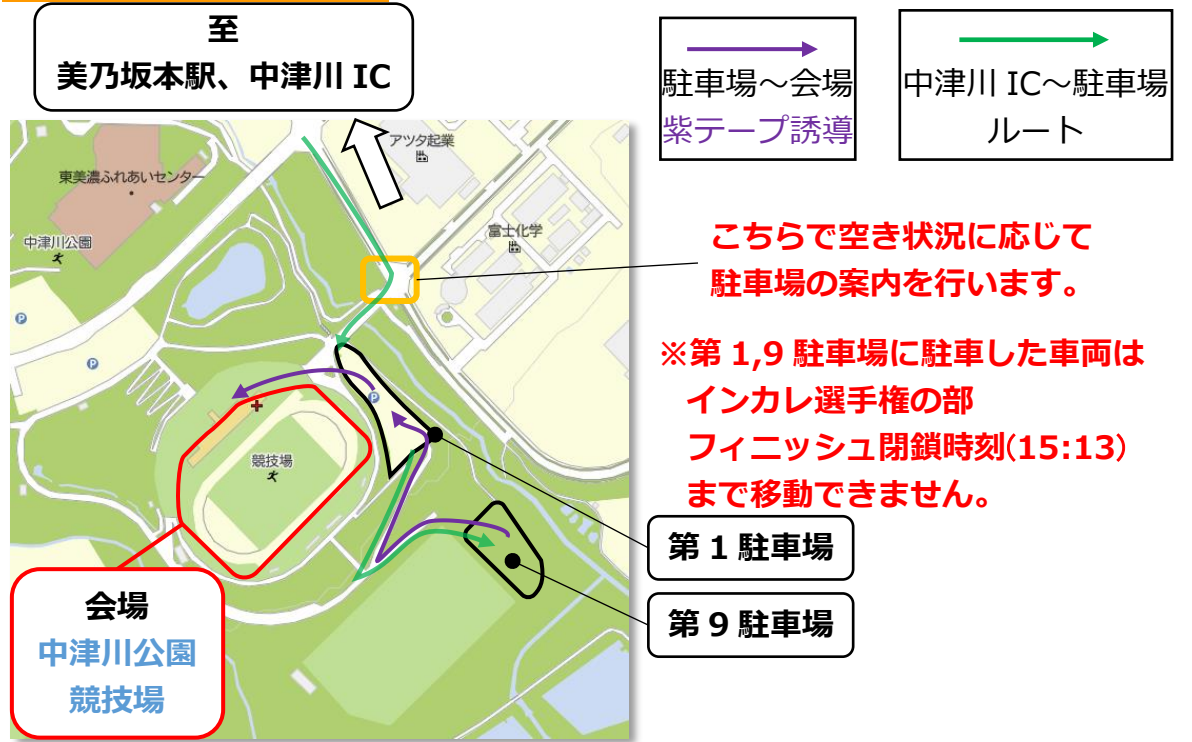 至
美乃坂本駅、中津川 IC
駐車場～会場
紫テープ誘導
中津川 IC～駐車場
ルート
アツタ起業
東美濃ふれあいセンター
中津川公園
富士化学
P
P
P
競技場
こちらで空き状況に応じて
駐車場の案内を行います。
※第 1,9 駐車場に駐車した車両は
インカレ選手権の部
フィニッシュ閉鎖時刻(15:13)
まで移動できません。
第 1 駐車場
第 9 駐車場
会場
中津川公園
競技場